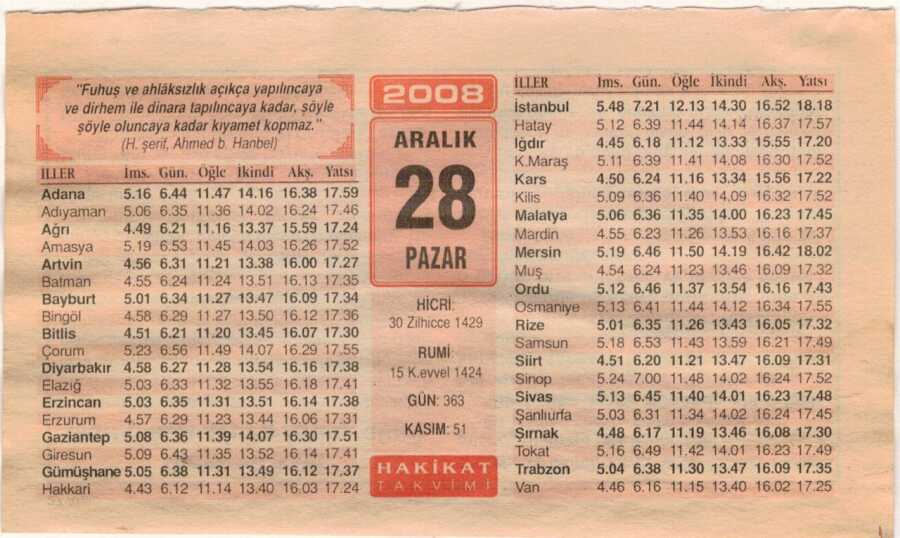 "Fuhuş ve ahlâksızlık açıkça yapılıncaya
ve dirhem ile dinara tapılıncaya kadar, şöyle
şöyle oluncaya kadar kıyamet kopmaz."
(H. şerif, Ahmed b. Hanbel)
İLLER İms. Gün. Öğle İkindi Akş. Yatsı
Adana 5.16 6.44 11.47 14.16 16.38 17.59
Adıyaman 5.06 6.35 11.36 14.02 16.24 17.46
Ağrı 4.49 6.21 11.16 13.37 15.59 17.24
Amasya 5.19 6.53 11.45 14.03 16.26 17.52
Artvin 4.56 6.31 11.21 13.38 16.00 17.27
Batman 4.55 6.24 11.24 13.51 16.13 17.35
Bayburt 5.01 6.34 11.27 13.47 16.09 17.34
Bingöl 4.58 6.29 11.27 13.50 16.12 17.36
Bitlis 4.51 6.21 11.20 13.45 16.07 17.30
Çorum 5.23 6.56 11.49 14.07 16.29 17.55
Diyarbakır 4.58 6.27 11.28 13.54 16.16 17.38
Elazığ 5.03 6.33 11.32 13.55 16.18 17.41
Erzincan 5.03 6.35 11.31 13.51 16.14 17.38
Erzurum 4.57 6.29 11.23 13.44 16.06 17.31
Gaziantep 5.08 6.36 11.39 14.07 16.30 17.51
Giresun 5.09 6.43 11.35 13.52 16.14 17.41
Gümüşhane 5.05 6.38 11.31 13.49 16.12 17.37
Hakkari 4.43 6.12 11.14 13.40 16.03 17.24
2008
ARALIK
28
PAZAR
HİCRİ:
30 Zilhicce 1429
RUMİ:
15 K.evvel 1424
GÜN: 363
KASIM: 51
HAKİKAT
TAKVİMİ
İLLER İms. Gün. Öğle İkindi Akş. Yatsı
İstanbul 5.48 7.21 12.13 14.30 16.52 18.18
Hatay 5.12 6.39 11.44 14.14 16.37 17.57
Iğdır 4.45 6.18 11.12 13.33 15.55 17.20
K.Maraş 5.11 6.39 11.41 14.08 16.30 17.52
Kars 4.50 6.24 11.16 13.34 15.56 17.22
Kilis 5.09 6.36 11.40 14.09 16.32 17.52
Malatya 5.06 6.36 11.35 14.00 16.23 17.45
Mardin 4.55 6.23 11.26 13.53 16.16 17.37
Mersin 5.19 6.46 11.50 14.19 16.42 18.02
Muş 4.54 6.24 11.23 13.46 16.09 17.32
Ordu 5.12 6.46 11.37 13.54 16.16 17.43
Osmaniye 5.13 6.41 11.44 14.12 16.34 17.55
Rize 5.01 6.35 11.26 13.43 16.05 17.32
Samsun 5.18 6.53 11.43 13.59 16.21 17.49
Siirt 4.51 6.20 11.21 13.47 16.09 17.31
Sinop 5.24 7.00 11.48 14.02 16.24 17.52
Sivas 5.13 6.45 11.40 14.01 16.23 17.48
Şanlıurfa 5.03 6.31 11.34 14.02 16.24 17.45
Şırnak 4.48 6.17 11.19 13.46 16.08 17.30
Tokat 5.16 6.49 11.42 14.01 16.23 17.49
Trabzon 5.04 6.38 11.30 13.47 16.09 17.35
Van 4.46 6.16 11.15 13.40 16.02 17.25